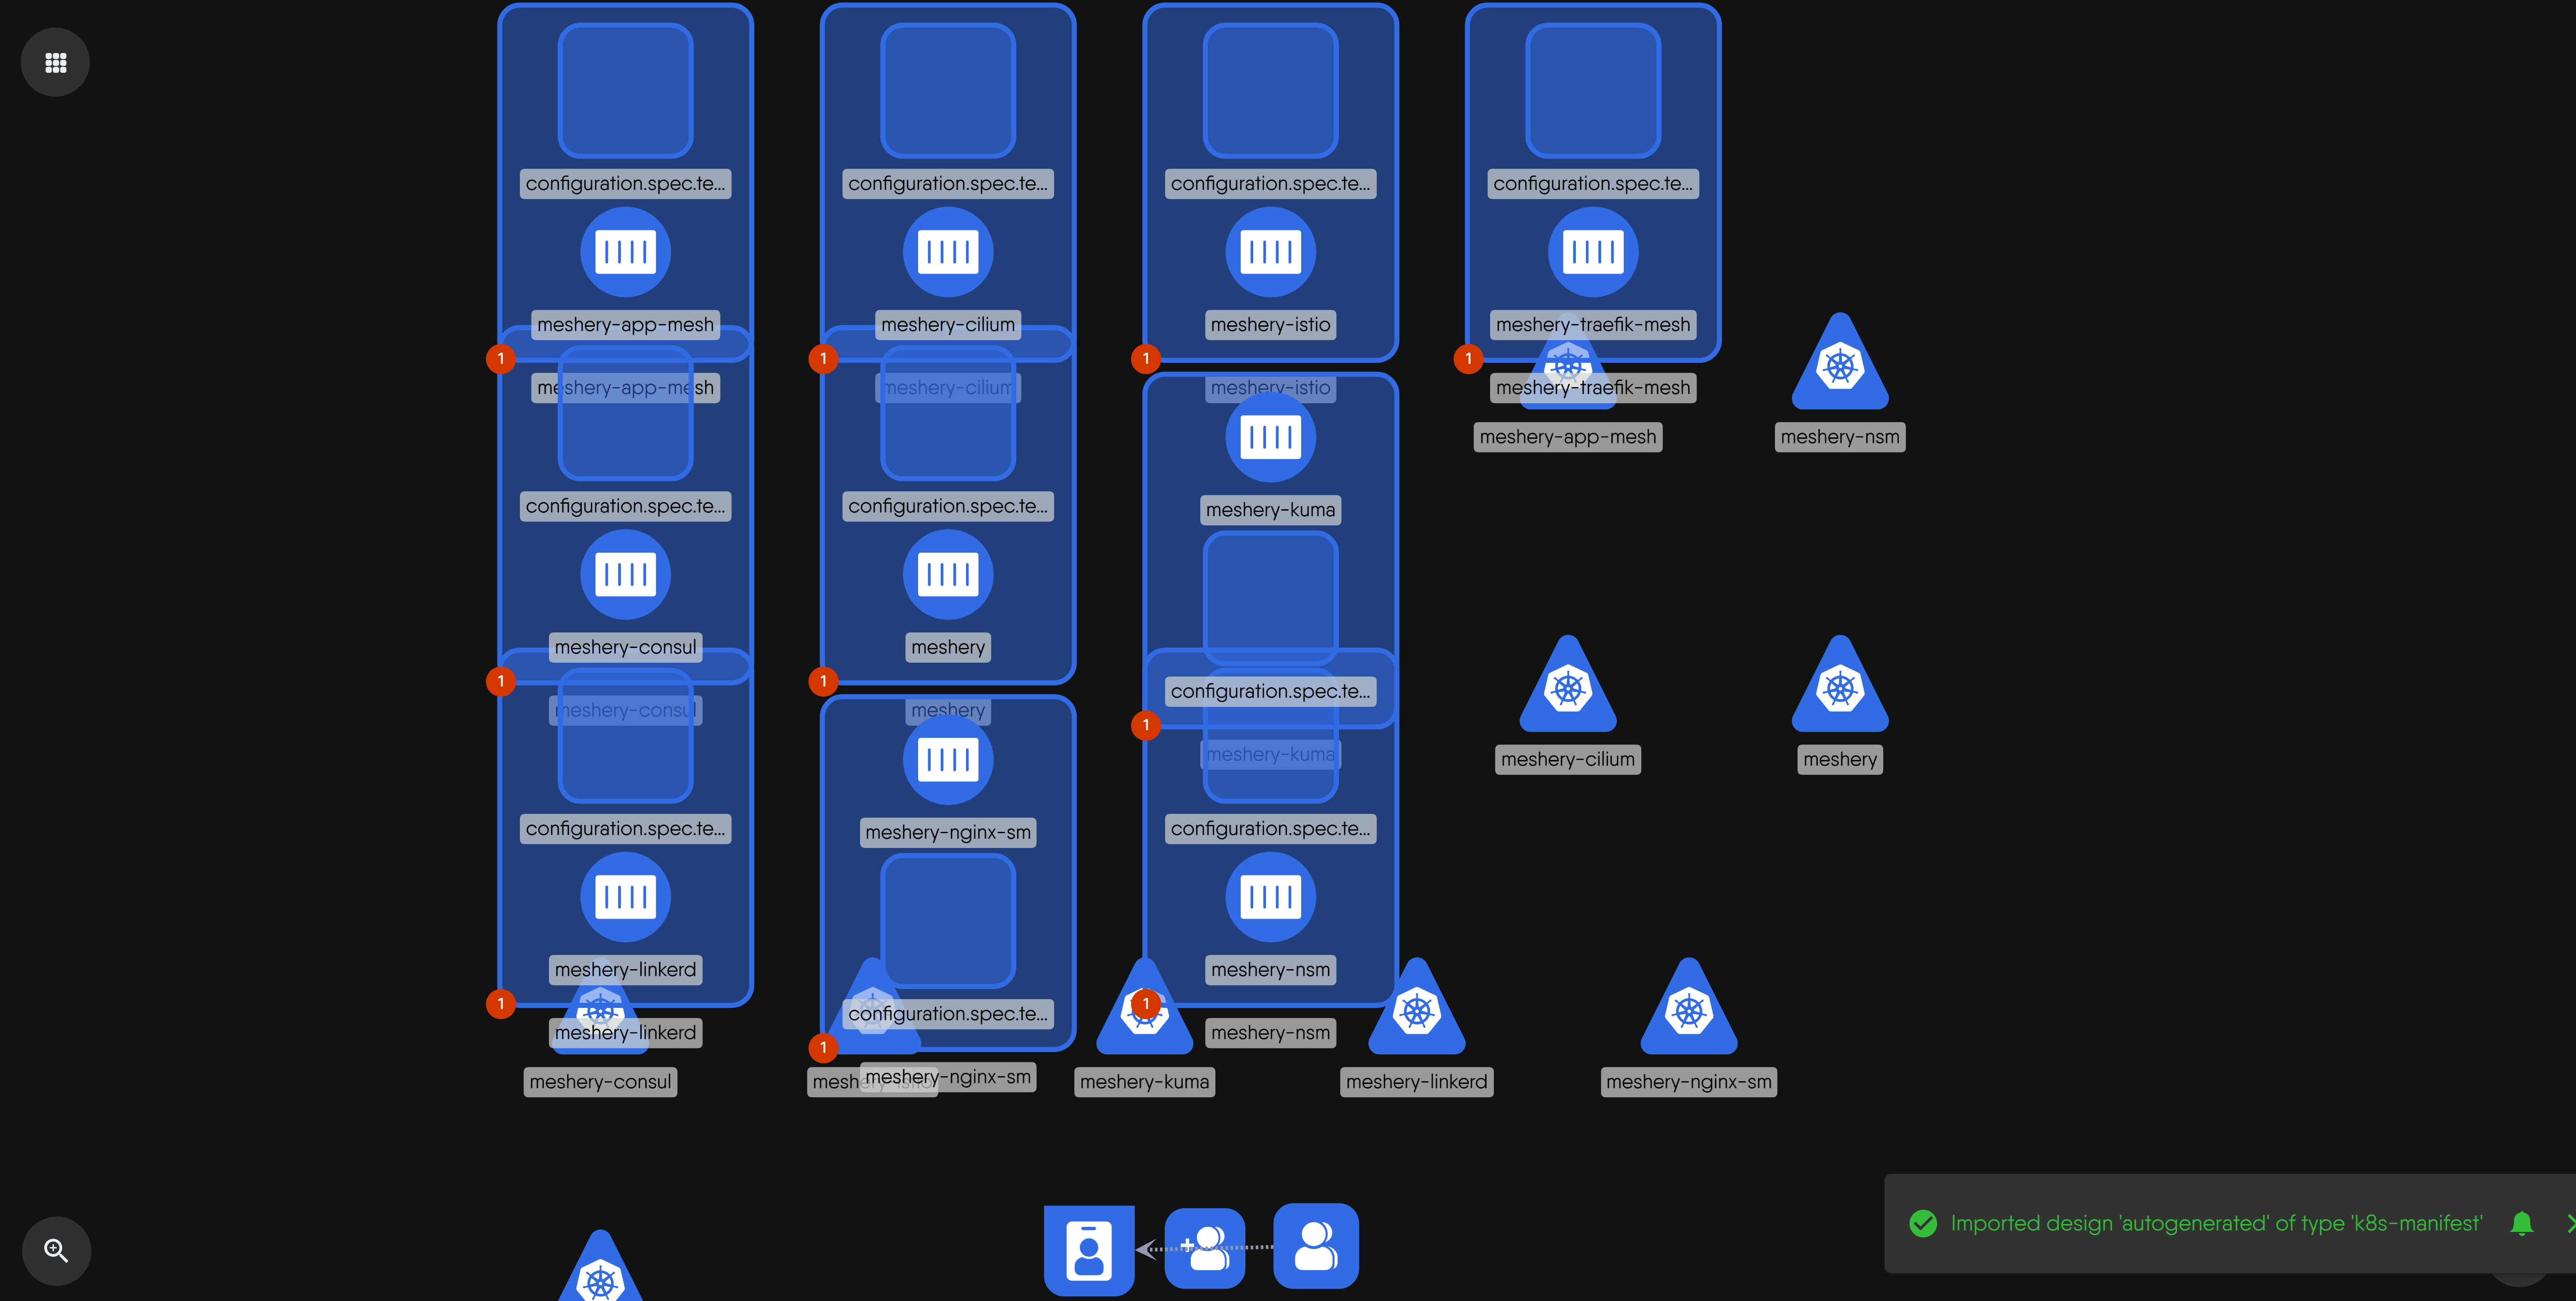 configuration.spec.te...
configuration.spec.te...
configuration.spec.te...
configuration.spec.te...
meshery-app-mesh
meshery-cilium
meshery-istio
meshery-traefik-mesh
1
1
1
1
meshery-app-mesh
meshery-cilium
meshery-istio
meshery-traefik-mesh
meshery-app-mesh
meshery-nsm
configuration.spec.te...
configuration.spec.te...
meshery-kuma
meshery-consul
meshery
1
1
configuration.spec.te...
meshery-consul
meshery
1
meshery-kuma
meshery-cilium
meshery
configuration.spec.te...
meshery-nginx-sm
configuration.spec.te...
meshery-linkerd
meshery-nsm
1
configuration.spec.te...
1
meshery-linkerd
meshery-nsm
1
meshery-consul
meshery-nginx-sm
meshery-kuma
meshery-linkerd
meshery-nginx-sm
Imported design 'autogenerated' of type 'k8s-manifest'